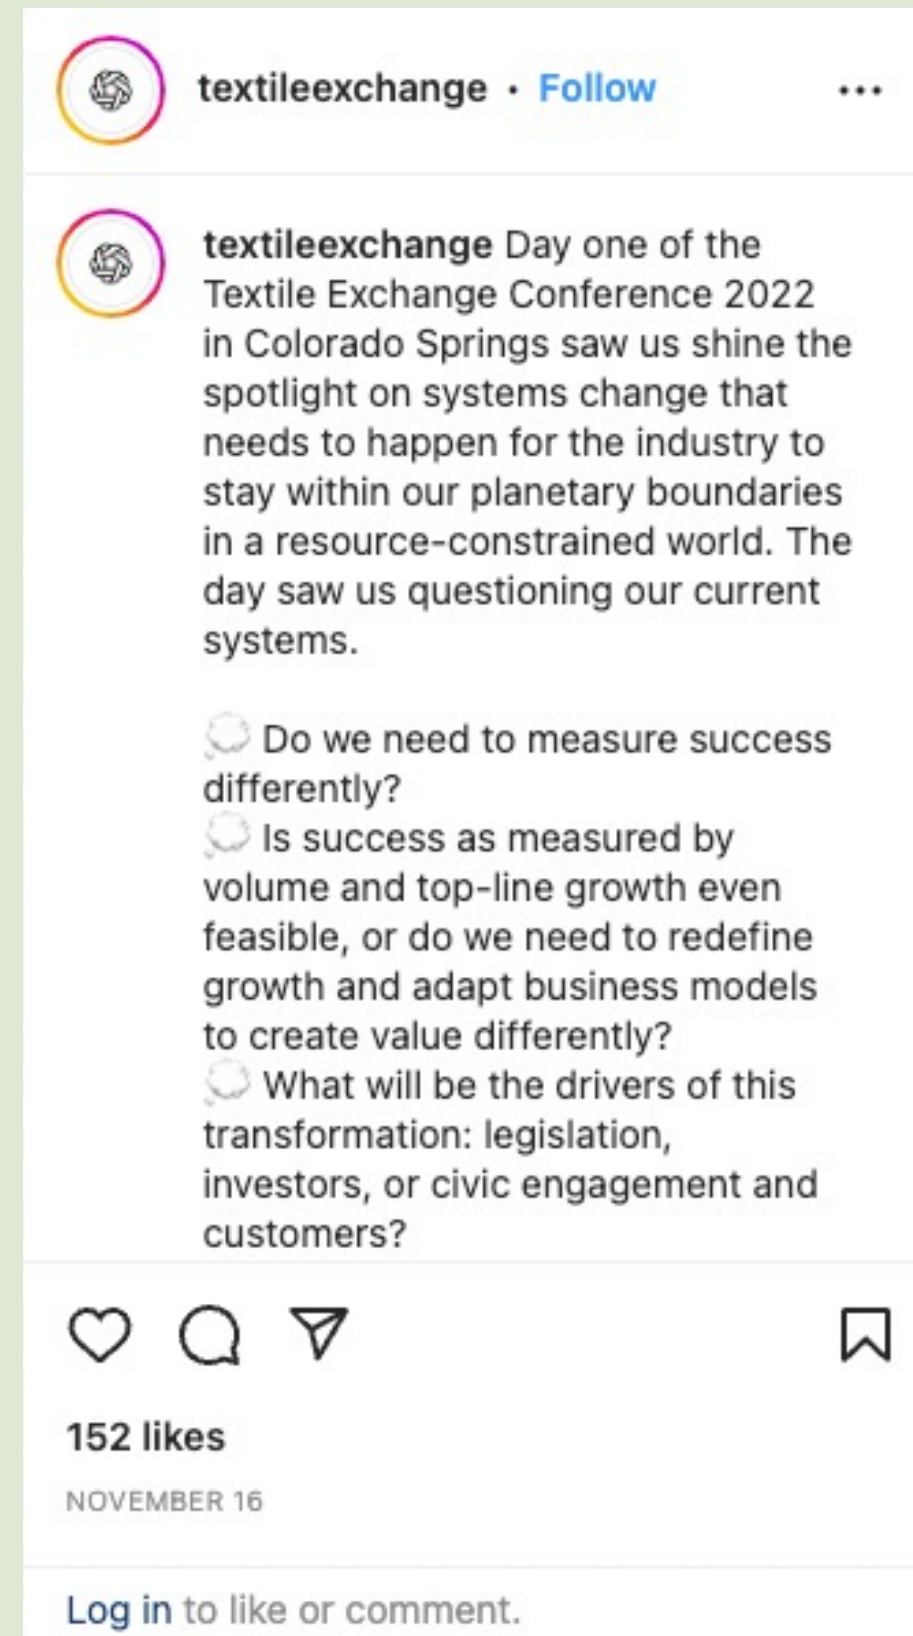 textileexchange • Follow
textileexchange Day one of the
Textile Exchange Conference 2022
in Colorado Springs saw us shine the
spotlight on systems change that
needs to happen for the industry to
stay within our planetary boundaries
in a resource-constrained world. The
day saw us questioning our current
systems.
💭 Do we need to measure success
differently?
💭 Is success as measured by
volume and top-line growth even
feasible, or do we need to redefine
growth and adapt business models
to create value differently?
💭 What will be the drivers of this
transformation: legislation,
investors, or civic engagement and
customers?
152 likes
NOVEMBER 16
Log in to like or comment.